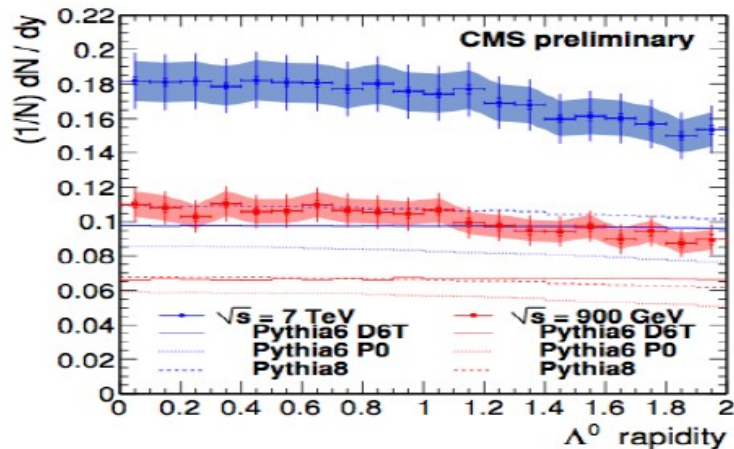 CMS preliminary
(1/N) dN / dy
0.22
0.2
0.18
0.16
0.14
0.12
0.1
0.08
0.06
0.04
0.02
0
√s = 7 TeV
Pythia6 D6T
Pythia6 P0
Pythia8
√s = 900 GeV
Pythia6 D6T
Pythia6 P0
Pythia8
0 0.2 0.4 0.6 0.8 1 1.2 1.4 1.6 1.8 2
Λ⁰ rapidity